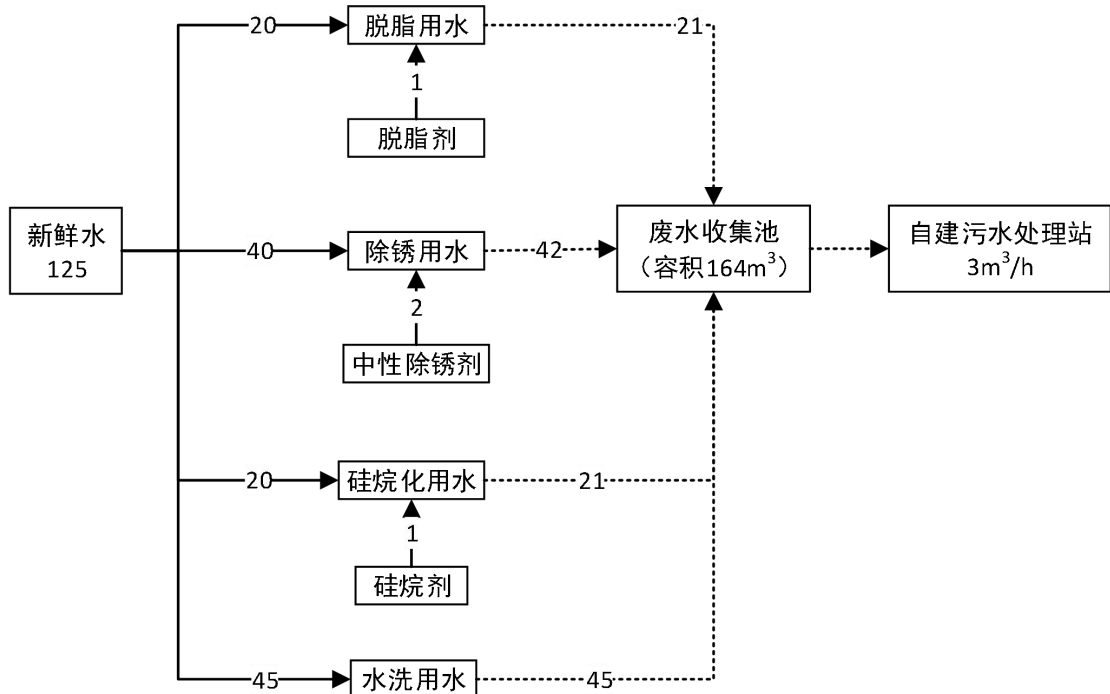 20
脱脂用水
21
1
脱脂剂
新鲜水
125
40
除锈用水
42
废水收集池
（容积164m³）
自建污水处理站
3m³/h
2
中性除锈剂
20
硅烷化用水
21
1
硅烷剂
45
水洗用水
45